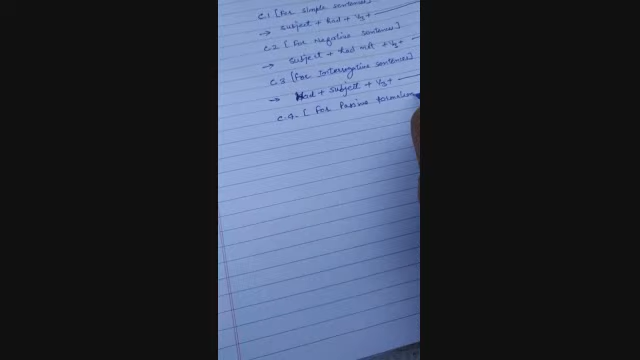 C.1 [For simple sentences]
→ Subject + had + V3 +
C.2 [For Negative sentences]
→ Subject + had not + V3 +
C.3 [For Interrogative sentences]
→ Had + subject + V3 +
C.4. [For Passive